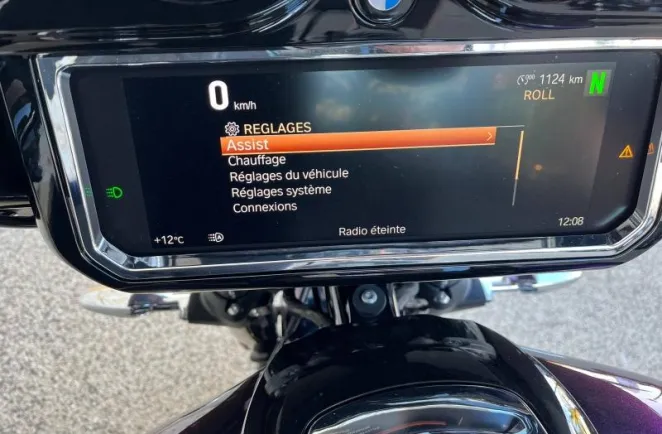 0 km/h
1124 km
N
ROLL
REGLAGES
Assist
Chauffage
Réglages du véhicule
Réglages système
Connexions
12:08
Radio éteinte
+12°C